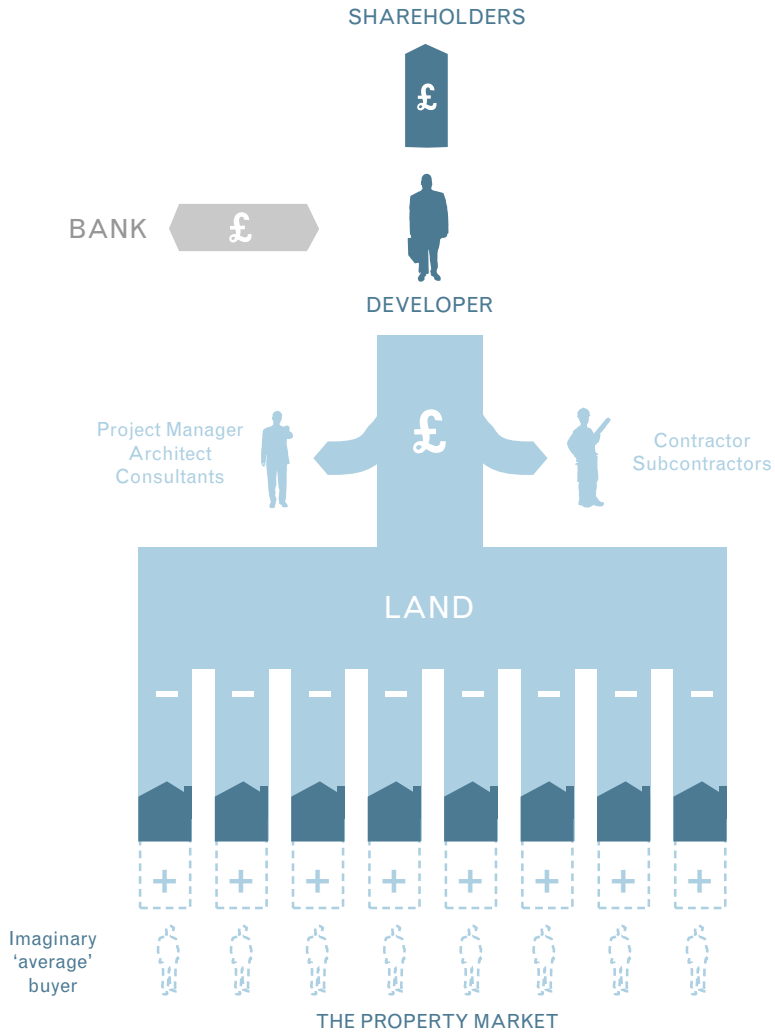 SHAREHOLDERS
£
BANK
£
DEVELOPER
£
Project Manager
Architect
Consultants
Contractor
Subcontractors
LAND
− − − − − − − −
+ + + + + + + +
Imaginary
‘average’
buyer
THE PROPERTY MARKET